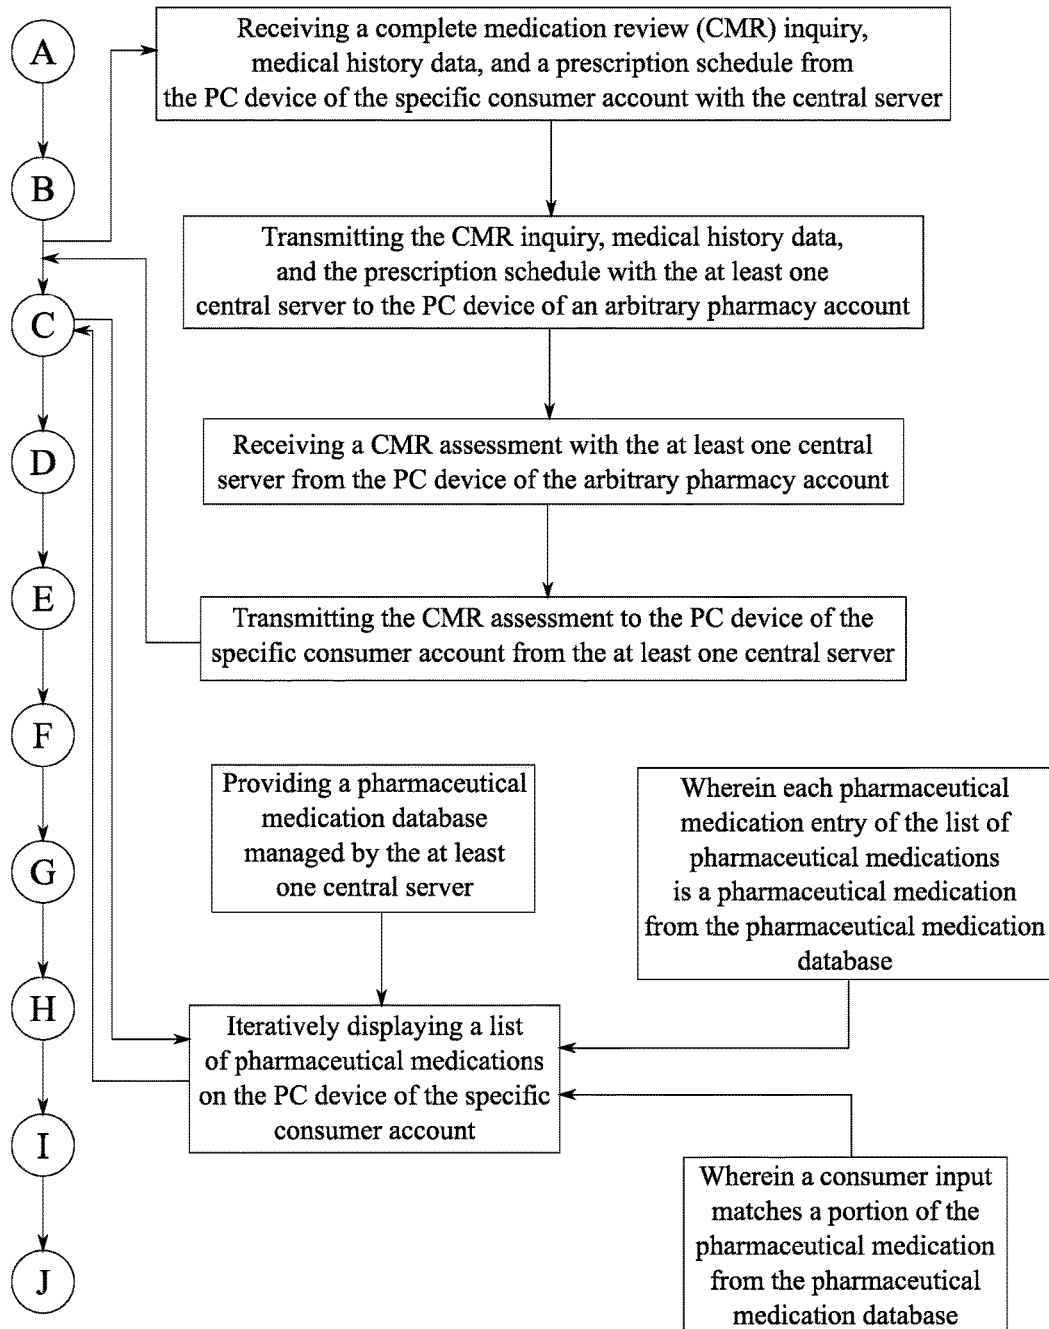 A
B
C
D
E
F
G
H
I
J
Receiving a complete medication review (CMR) inquiry,
medical history data, and a prescription schedule from
the PC device of the specific consumer account with the central server
Transmitting the CMR inquiry, medical history data,
and the prescription schedule with the at least one
central server to the PC device of an arbitrary pharmacy account
Receiving a CMR assessment with the at least one central
server from the PC device of the arbitrary pharmacy account
Transmitting the CMR assessment to the PC device of the
specific consumer account from the at least one central server
Providing a pharmaceutical
medication database
managed by the at least
one central server
Wherein each pharmaceutical
medication entry of the list of
pharmaceutical medications
is a pharmaceutical medication
from the pharmaceutical medication
database
Iteratively displaying a list
of pharmaceutical medications
on the PC device of the specific
consumer account
Wherein a consumer input
matches a portion of the
pharmaceutical medication
from the pharmaceutical
medication database